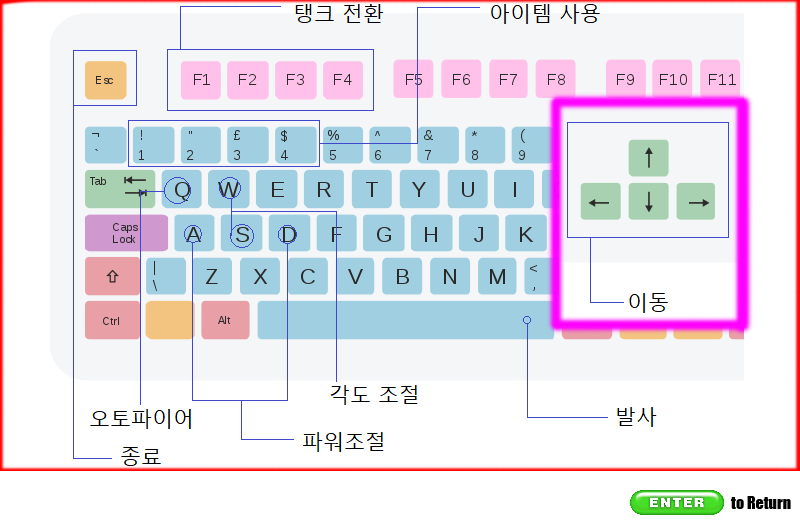 탱크 전환 아이템 사용
Esc F1 F2 F3 F4 F5 F6 F7 F8 F9 F10 F11
¬ ! " £ $ % ^ & * (
` 1 2 3 4 5 6 7 8 9
Tab Q W E R T Y U I ↑
Caps Lock A S D F G H J K ← ↓ →
| <
\ Z X C V B N M ,
이동
Ctrl Alt
각도 조절
오토파이어 발사
파워조절
종료
ENTER to Return